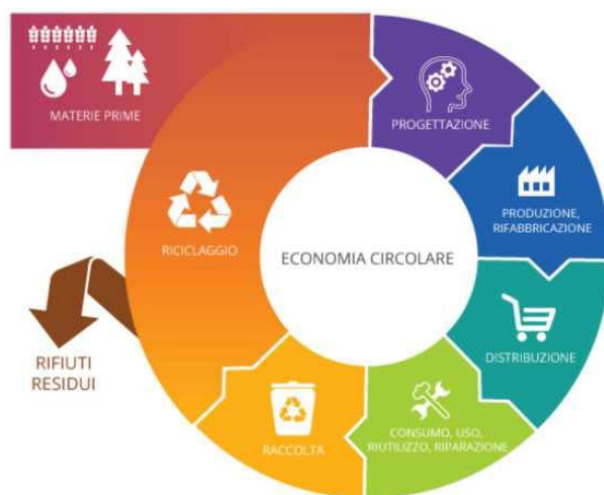 MATERIE PRIME
PROGETTAZIONE
PRODUZIONE,
RIFABBRICAZIONE
DISTRIBUZIONE
CONSUMO, USO,
RIUTILIZZO, RIPARAZIONE
RACCOLTA
RICICLAGGIO
RIFIUTI
RESIDUI
ECONOMIA CIRCOLARE